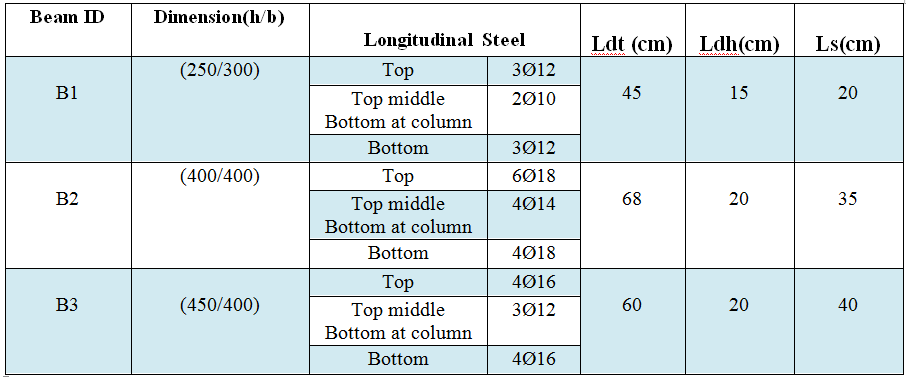 Beam ID Dimension(h/b) Longitudinal Steel Ldt (cm) Ldh(cm) Ls(cm)
B1 (250/300) Top 3Ø12 45 15 20
Top middle 2Ø10
Bottom at column
Bottom 3Ø12
B2 (400/400) Top 6Ø18 68 20 35
Top middle 4Ø14
Bottom at column
Bottom 4Ø18
B3 (450/400) Top 4Ø16 60 20 40
Top middle 3Ø12
Bottom at column
Bottom 4Ø16